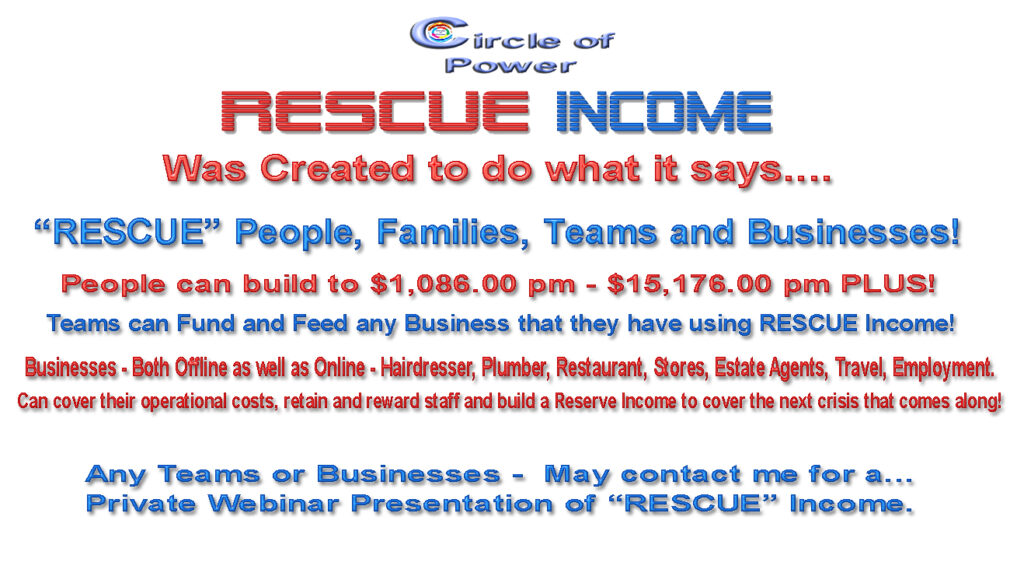 Circle of
Power
RESCUE INCOME
Was Created to do what it says....
“RESCUE” People, Families, Teams and Businesses!
People can build to $1,086.00 pm - $15,176.00 pm PLUS!
Teams can Fund and Feed any Business that they have using RESCUE Income!
Businesses - Both Offline as well as Online - Hairdresser, Plumber, Restaurant, Stores, Estate Agents, Travel, Employment.
Can cover their operational costs, retain and reward staff and build a Reserve Income to cover the next crisis that comes along!
Any Teams or Businesses - May contact me for a...
Private Webinar Presentation of “RESCUE” Income.